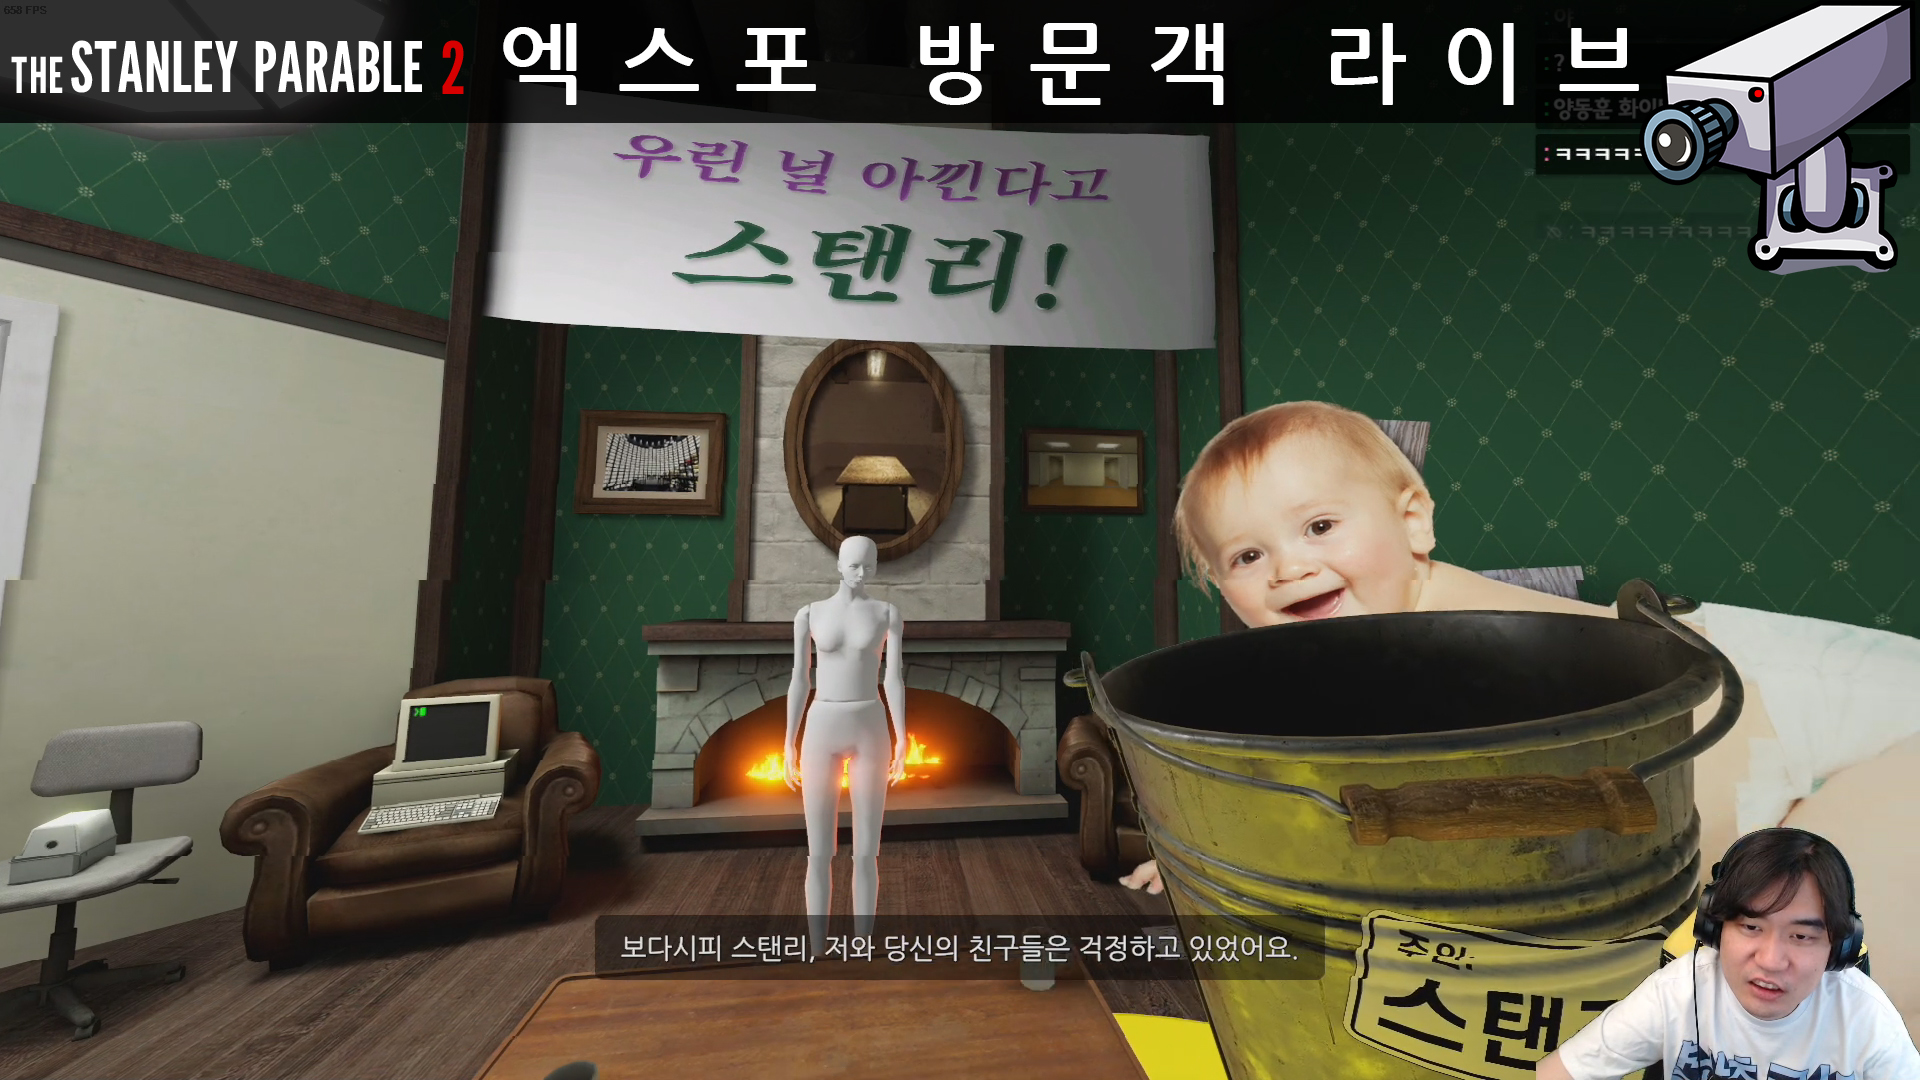 658 FPS
THE STANLEY PARABLE 2 엑스포 방문객 라이브
: ?
: 양동훈 화이
: ㅋㅋㅋㅋ
: ㅋㅋㅋㅋㅋㅋㅋㅋㅋ
우린 널 아낀다고
스탠리!
보다시피 스탠리, 저와 당신의 친구들은 걱정하고 있었어요.
주인:
스탠